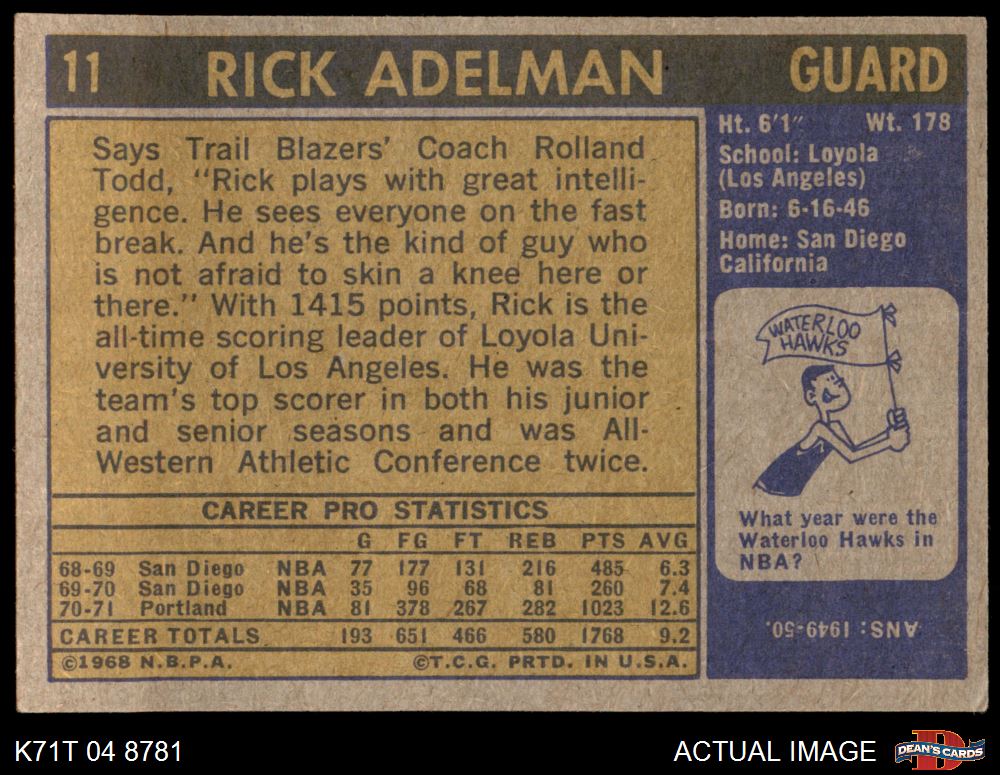 11 RICK ADELMAN GUARD
Says Trail Blazers' Coach Rolland
Todd, "Rick plays with great intelli-
gence. He sees everyone on the fast
break. And he's the kind of guy who
is not afraid to skin a knee here or
there." With 1415 points, Rick is the
all-time scoring leader of Loyola Uni-
versity of Los Angeles. He was the
team's top scorer in both his junior
and senior seasons and was All-
Western Athletic Conference twice.
CAREER PRO STATISTICS
G FG FT REB PTS AVG
68-69 San Diego NBA 77 177 131 216 485 6.3
69-70 San Diego NBA 35 96 68 81 260 7.4
70-71 Portland NBA 81 378 267 282 1023 12.6
CAREER TOTALS 193 651 466 580 1768 9.2
©1968 N.B.P.A. ©T.C.G. PRTD. IN U.S.A.
Ht. 6'1" Wt. 178
School: Loyola
(Los Angeles)
Born: 6-16-46
Home: San Diego
California
WATERLOO
HAWKS
What year were the
Waterloo Hawks in
NBA?
ANS: 1949-50.
K71T 04 8781 ACTUAL IMAGE
D
DEAN'S CARDS